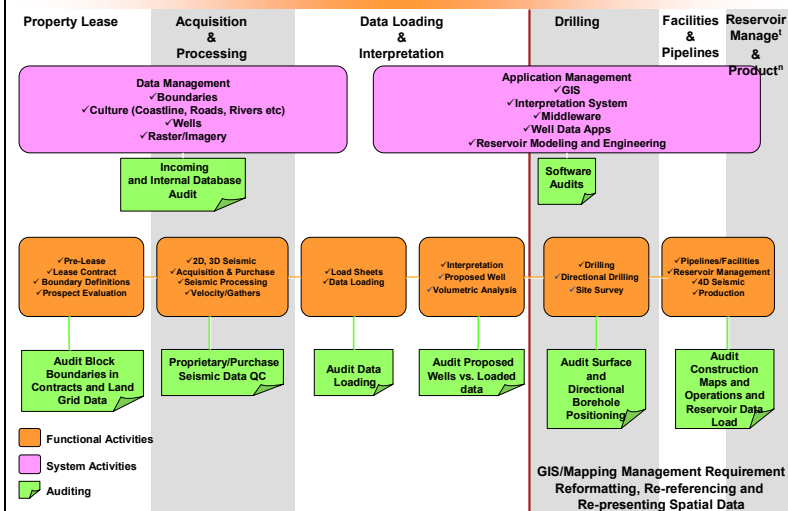 Property Lease
Acquisition
&
Processing
Data Loading
&
Interpretation
Drilling
Facilities
&
Pipelines
Reservoir
Manageᵗ
&
Productⁿ
Data Management
✓Boundaries
✓Culture (Coastline, Roads, Rivers etc)
✓Wells
✓Raster/Imagery
Application Management
✓GIS
✓Interpretation System
✓Middleware
✓Well Data Apps
✓Reservoir Modeling and Engineering
Incoming
and Internal Database
Audit
Software
Audits
✓Pre-Lease
✓Lease Contract
✓Boundary Definitions
✓Prospect Evaluation
✓2D, 3D Seismic
✓Acquisition & Purchase
✓Seismic Processing
✓Velocity/Gathers
✓Load Sheets
✓Data Loading
✓Interpretation
✓Proposed Well
✓Volumetric Analysis
✓Drilling
✓Directional Drilling
✓Site Survey
✓Pipelines/Facilities
✓Reservoir Management
✓4D Seismic
✓Production
Audit Block
Boundaries in
Contracts and Land
Grid Data
Proprietary/Purchase
Seismic Data QC
Audit Data
Loading
Audit Proposed
Wells vs. Loaded
data
Audit Surface
and
Directional
Borehole
Positioning
Audit
Construction
Maps and
Operations and
Reservoir Data
Load
Functional Activities
System Activities
Auditing
GIS/Mapping Management Requirement
Reformatting, Re-referencing and
Re-presenting Spatial Data